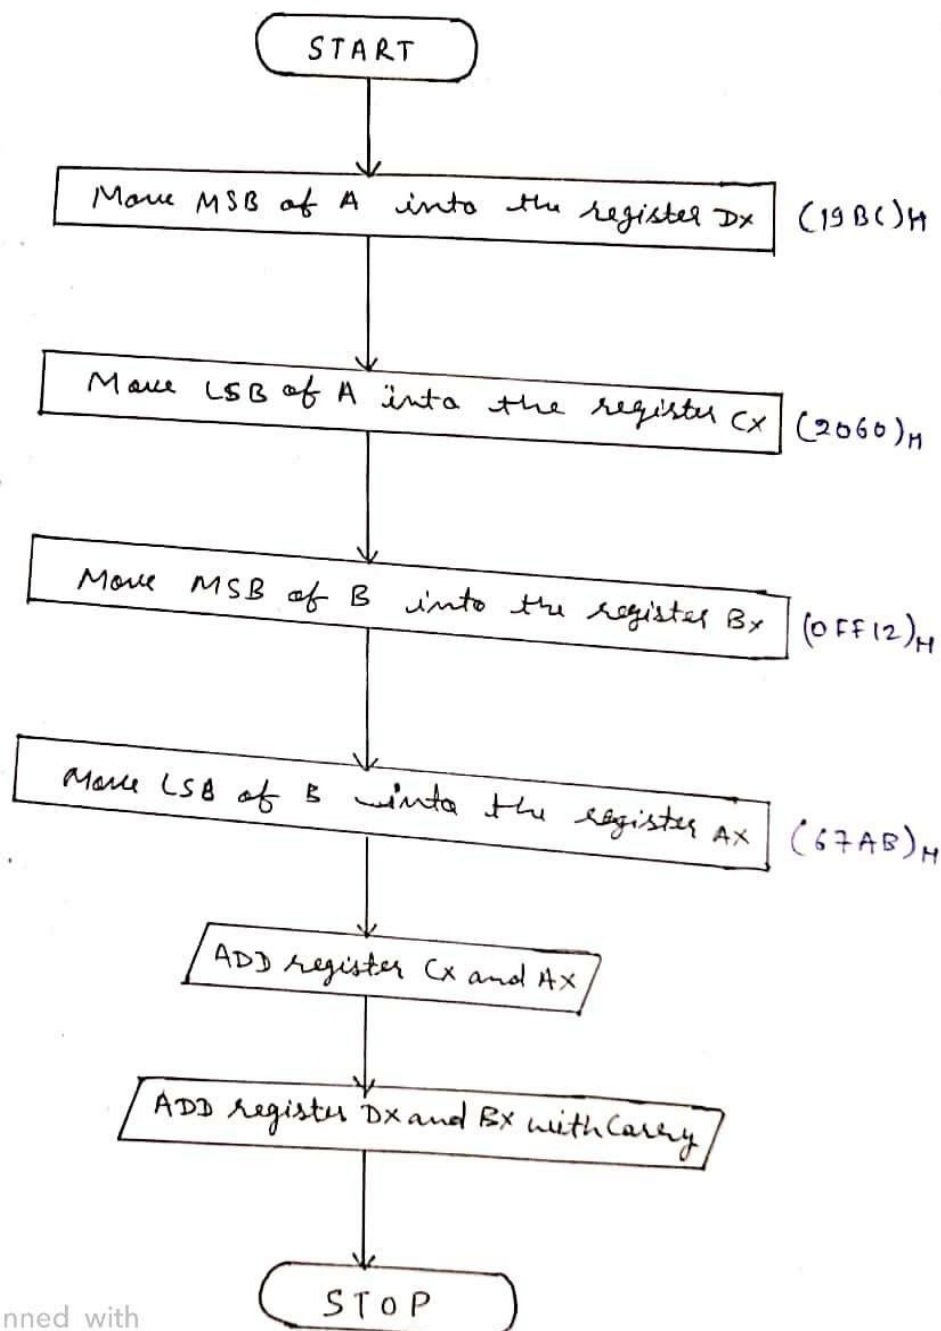 START
Move MSB of A into the register Dx (19BC)H
Move LSB of A into the register Cx (2060)H
Move MSB of B into the register Bx (0FF12)H
Move LSB of B into the register AX (67AB)H
ADD register Cx and AX
ADD register DX and BX with Carry
STOP
nned with